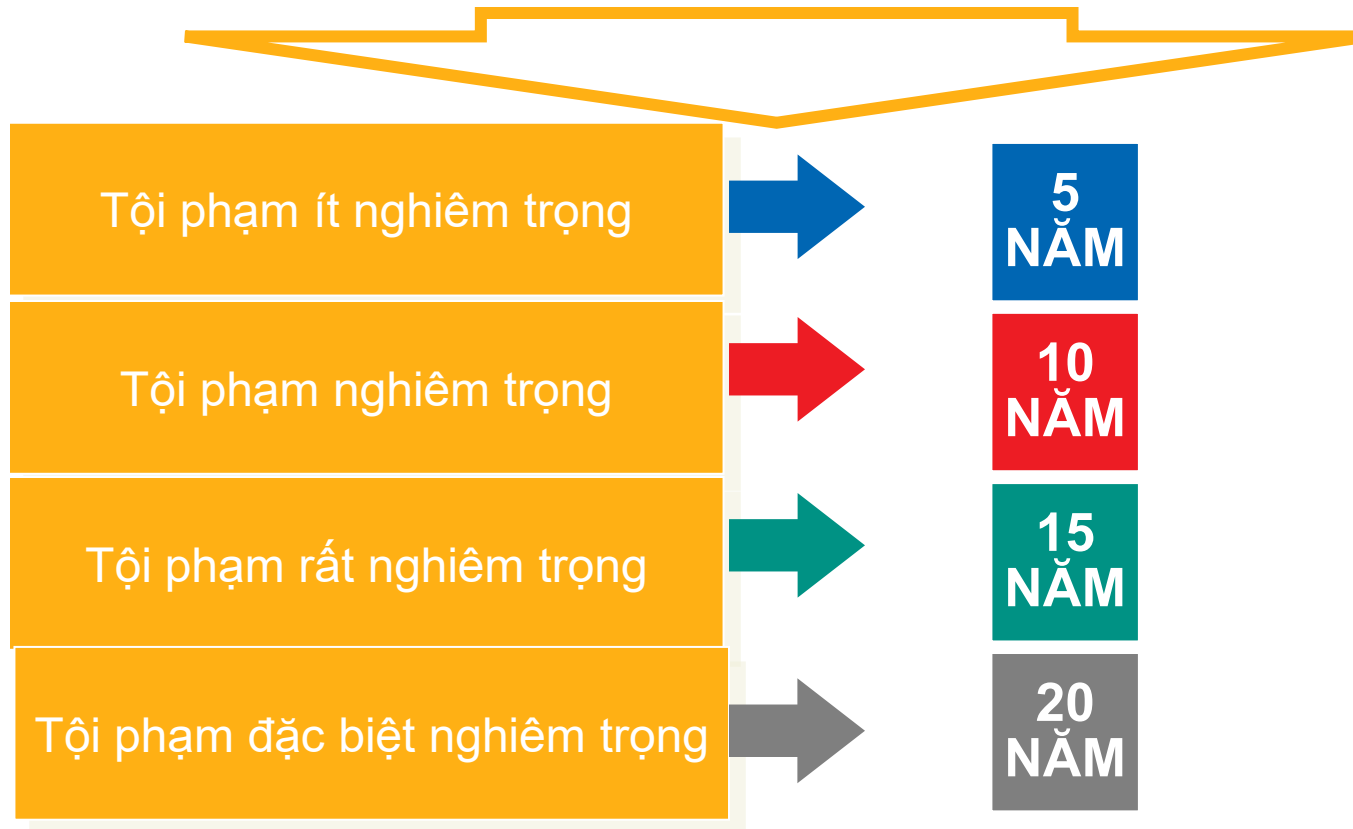 Tội phạm ít nghiêm trọng
5
NĂM
Tội phạm nghiêm trọng
10
NĂM
Tội phạm rất nghiêm trọng
15
NĂM
Tội phạm đặc biệt nghiêm trọng
20
NĂM